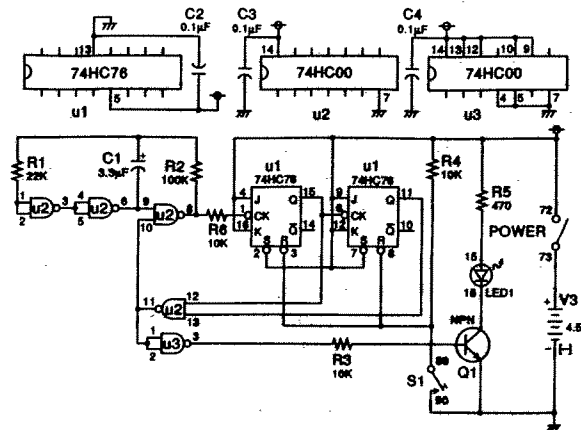 C2
0.1µF
C3
0.1µF
C4
0.1µF
13
14
14 13 12 10 9
74HC76
74HC00
74HC00
5
7
4 5 7
u1
u2
u3
R1
22K
C1
3.3µF
R2
100K
u1
74HC76
u1
74HC76
R4
10K
R5
470
POWER
72
73
1
2
u2
3
4
5
u2
6
9
10
u2
8
R6
10K
4
J
Q
15
1
CK
16
K
Q
14
S
R
2
3
9
J
Q
11
6
CK
12
K
Q
10
S
R
7
8
15
16
LED1
V3
4.5
+
11
u2
12
13
1
2
u3
3
R3
10K
NPN
Q1
S1